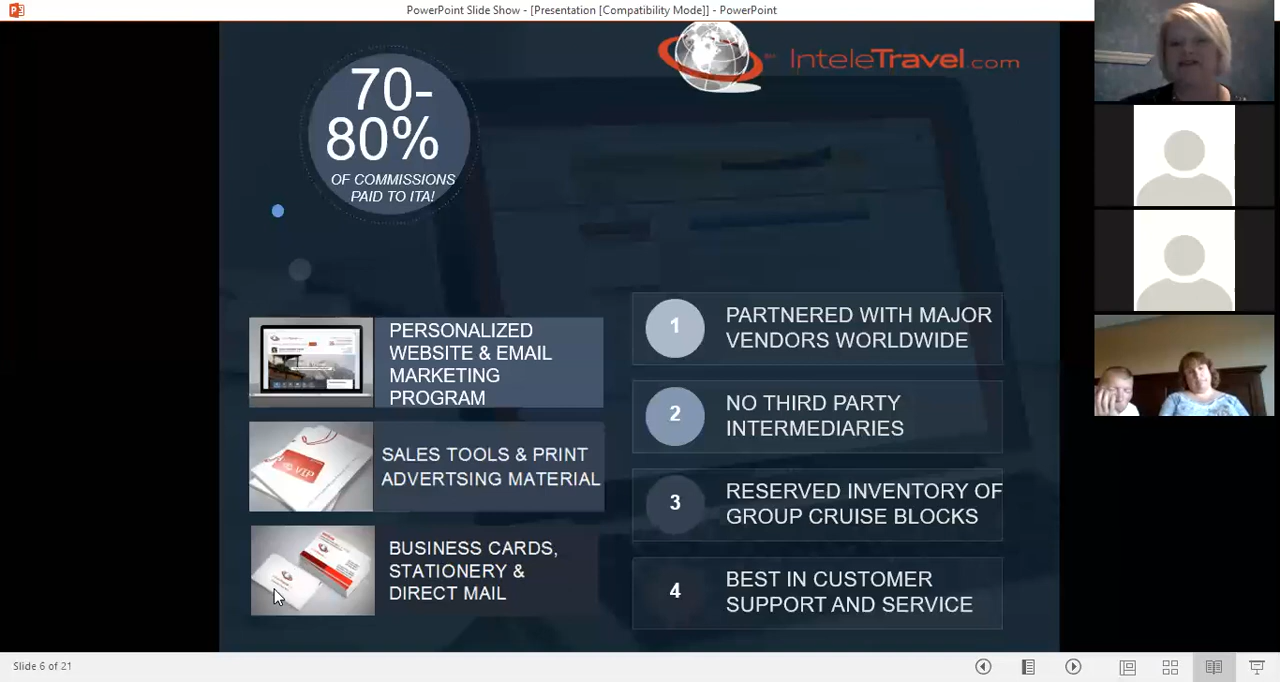 PowerPoint Slide Show - [Presentation [Compatibility Mode]] - PowerPoint
InteleTravel.com
70-
80%
OF COMMISSIONS
PAID TO ITA!
PERSONALIZED
WEBSITE & EMAIL
MARKETING
PROGRAM
SALES TOOLS & PRINT
ADVERTSING MATERIAL
VIP
BUSINESS CARDS,
STATIONERY &
DIRECT MAIL
1
PARTNERED WITH MAJOR
VENDORS WORLDWIDE
2
NO THIRD PARTY
INTERMEDIARIES
3
RESERVED INVENTORY OF
GROUP CRUISE BLOCKS
4
BEST IN CUSTOMER
SUPPORT AND SERVICE
Slide 6 of 21